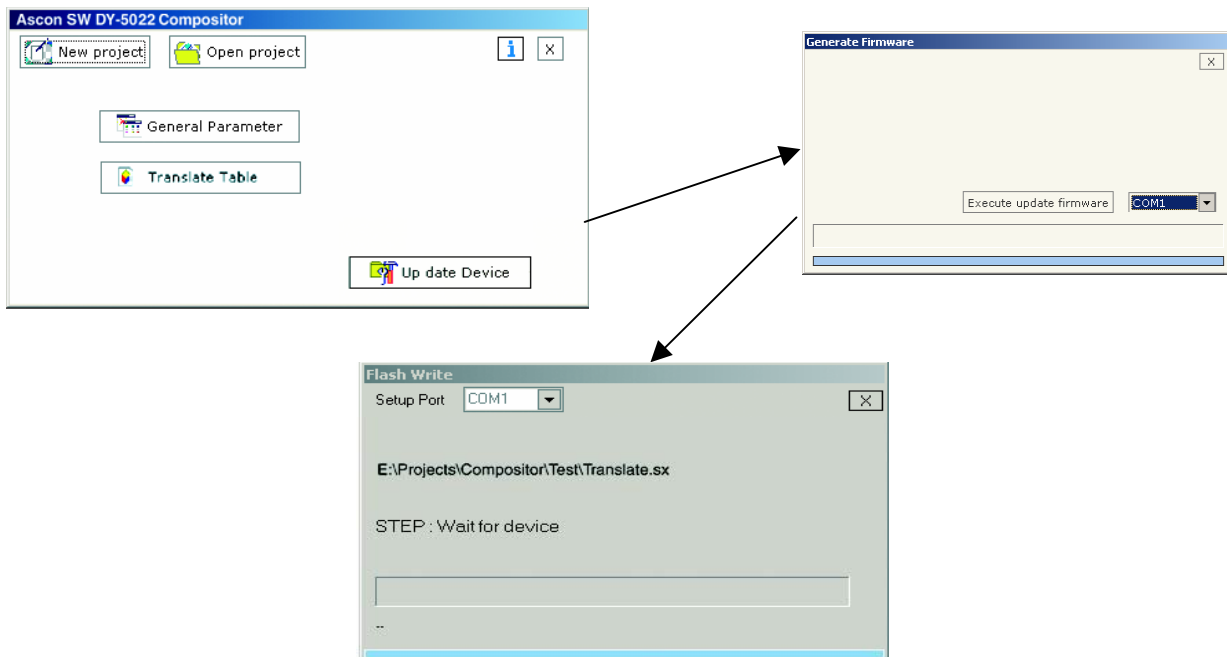 Ascon SW DY-5022 Compositor
New project
Open project
i
X
General Parameter
Translate Table
Up date Device
Generate Firmware
X
Execute update firmware
COM1
Flash Write
Setup Port
COM1
X
E:\Projects\Compositor\Test\Translate.sx
STEP : Wait for device
--